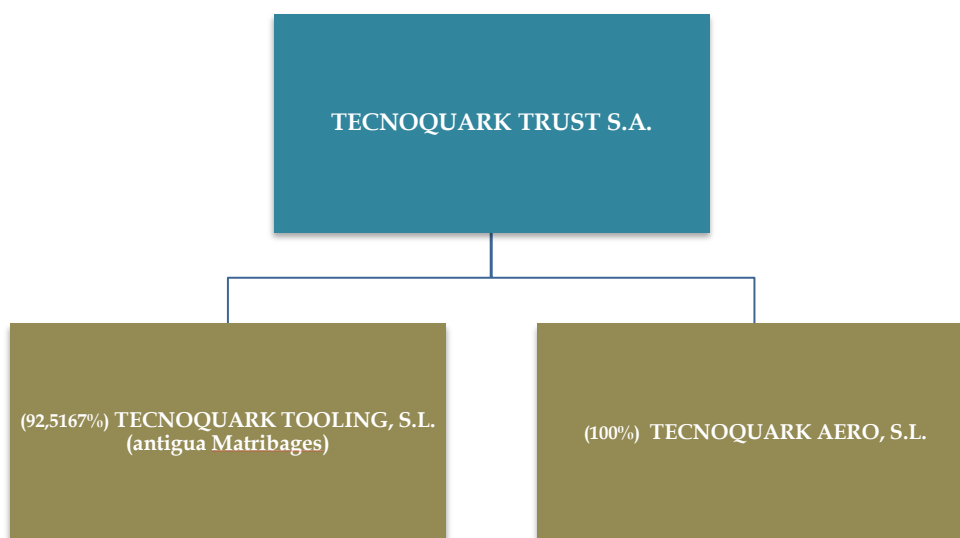 TECNOQUARK TRUST S.A.
(92,5167%) TECNOQUARK TOOLING, S.L.
(antigua Matribages)
(100%) TECNOQUARK AERO, S.L.